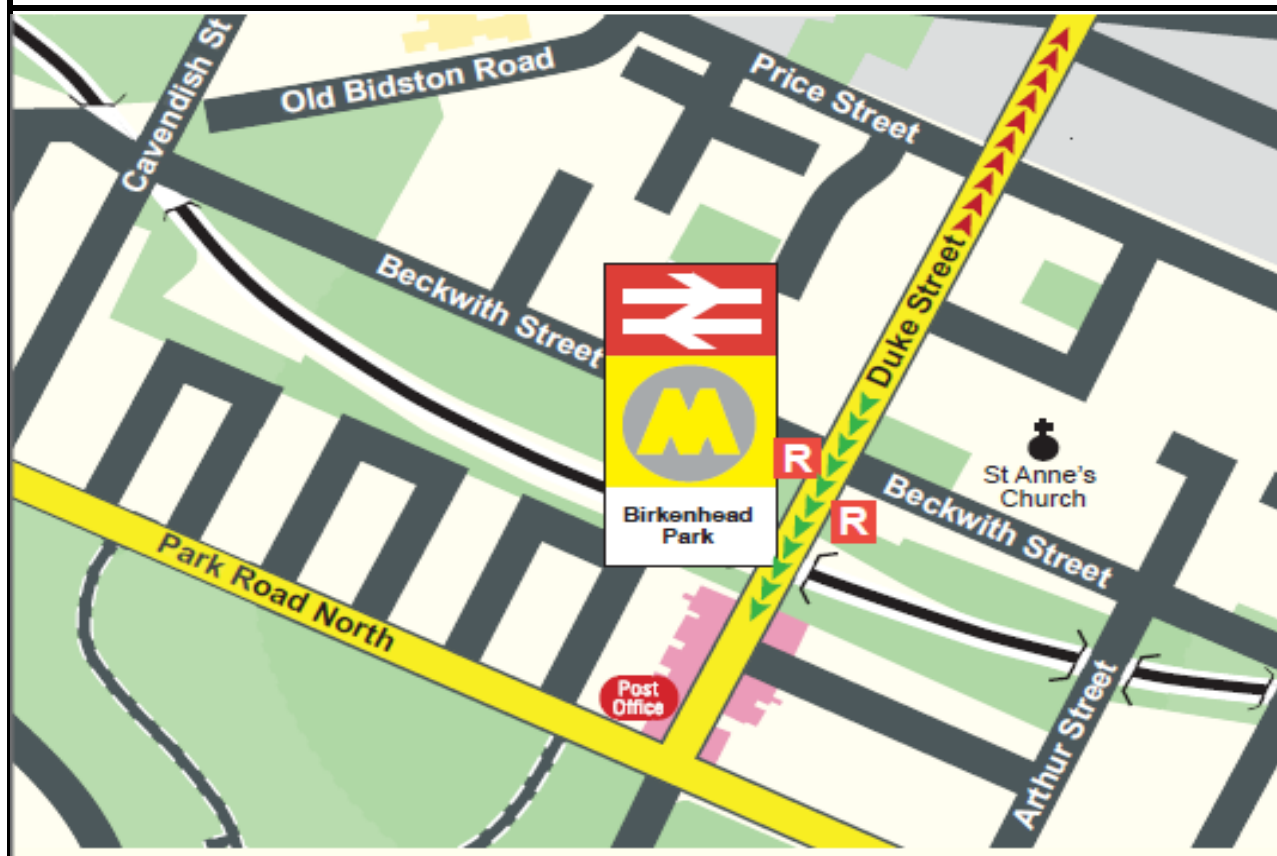 Cavendish St
Old Bidston Road
Price Street
Beckwith Street
Duke Street
M
Birkenhead
Park
R
R
St Anne's
Church
Beckwith Street
Park Road North
Post
Office
Arthur Street